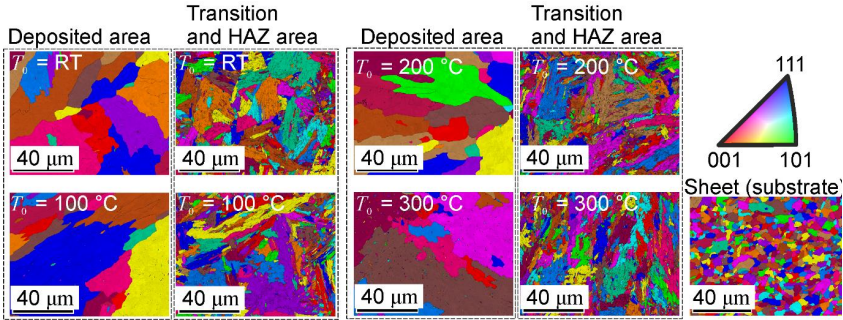 Transition
Deposited area and HAZ area
T₀ = RT
T₀ = RT
40 μm
40 μm
T₀ = 100 °C
T₀ = 100 °C
40 μm
40 μm
Transition
Deposited area and HAZ area
T₀ = 200 °C
T₀ = 200 °C
40 μm
40 μm
T₀ = 300 °C
T₀ = 300 °C
40 μm
40 μm
111
001
101
Sheet (substrate)
40 μm